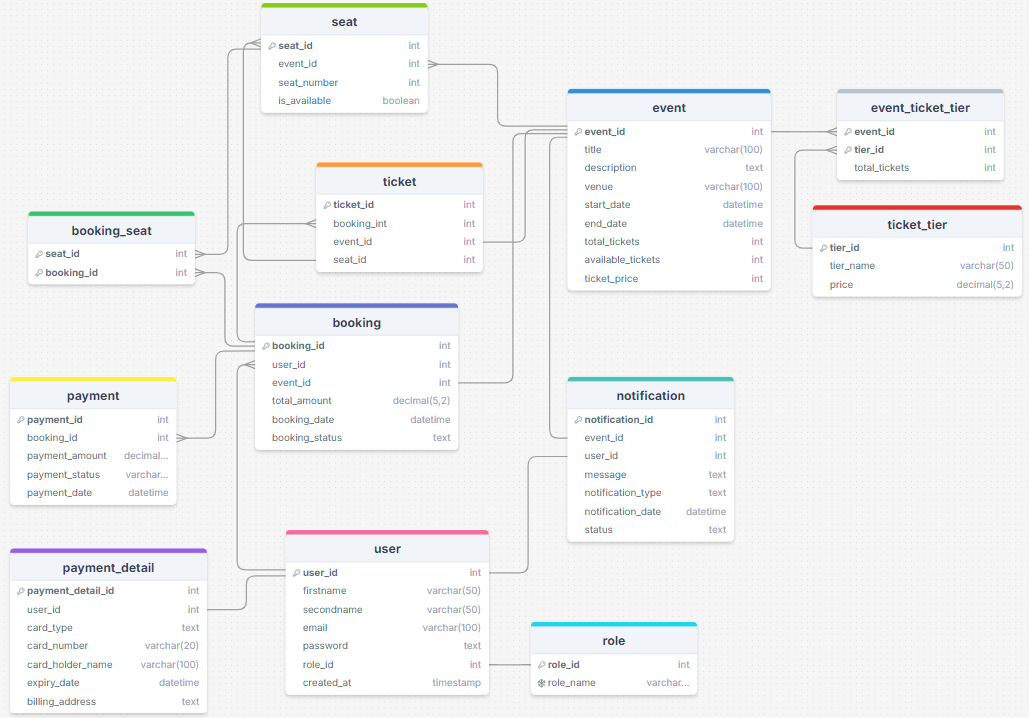 seat
seat_id int
event_id int
seat_number int
is_available boolean
event
event_id int
title varchar(100)
description text
venue varchar(100)
start_date datetime
end_date datetime
total_tickets int
available_tickets int
ticket_price int
event_ticket_tier
event_id int
tier_id int
total_tickets int
ticket
ticket_id int
booking_int int
event_id int
seat_id int
booking_seat
seat_id int
booking_id int
ticket_tier
tier_id int
tier_name varchar(50)
price decimal(5,2)
booking
booking_id int
user_id int
event_id int
total_amount decimal(5,2)
booking_date datetime
booking_status text
payment
payment_id int
booking_id int
payment_amount decimal...
payment_status varchar...
payment_date datetime
notification
notification_id int
event_id int
user_id int
message text
notification_type text
notification_date datetime
status text
user
user_id int
firstname varchar(50)
secondname varchar(50)
email varchar(100)
password text
role_id int
created_at timestamp
payment_detail
payment_detail_id int
user_id int
card_type text
card_number varchar(20)
card_holder_name varchar(100)
expiry_date datetime
billing_address text
role
role_id int
role_name varchar...